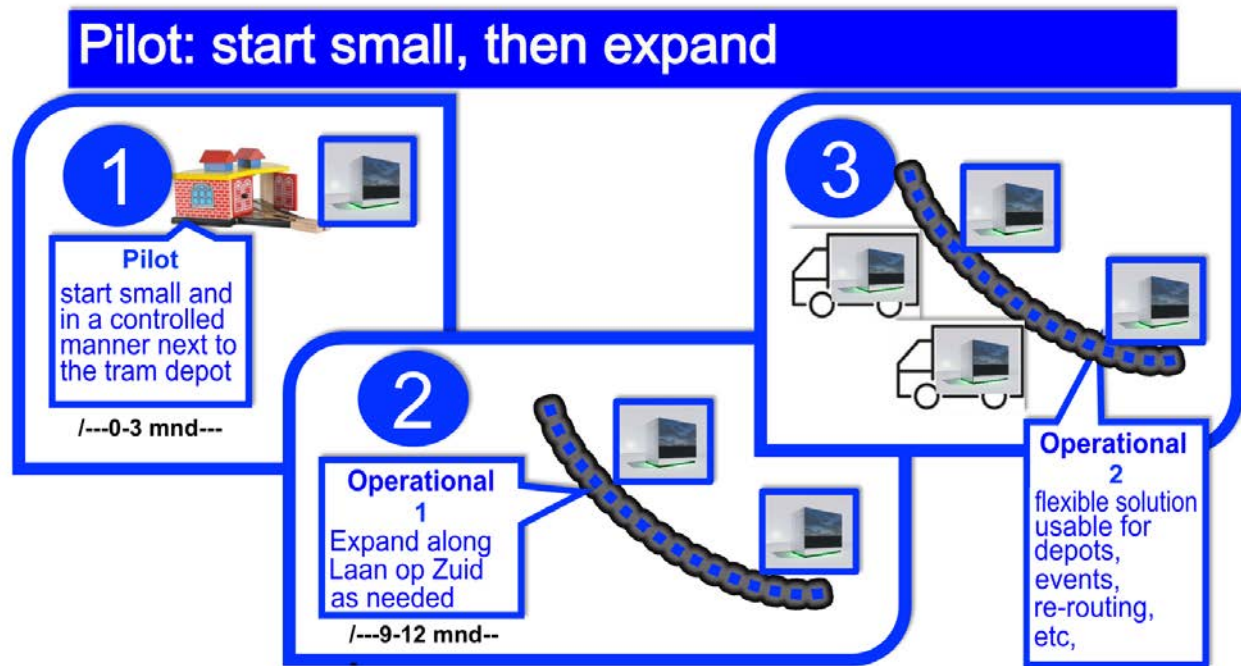 Pilot: start small, then expand
1
Pilot
start small and
in a controlled
manner next to
the tram depot
/---0-3 mnd---
2
Operational
1
Expand along
Laan op Zuid
as needed
/---9-12 mnd--
3
Operational
2
flexible solution
usable for
depots,
events,
re-routing,
etc,